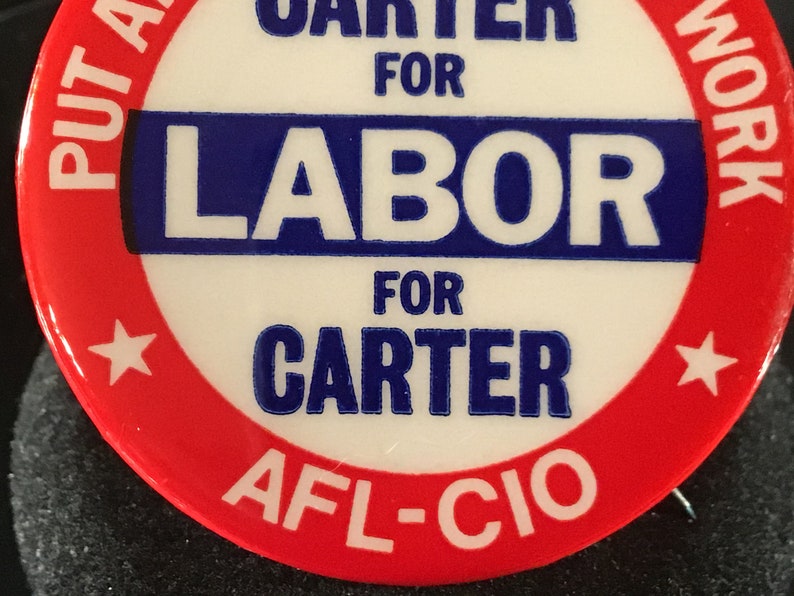 PUT A
WORK
CARTER
FOR
LABOR
FOR
CARTER
AFL-CIO